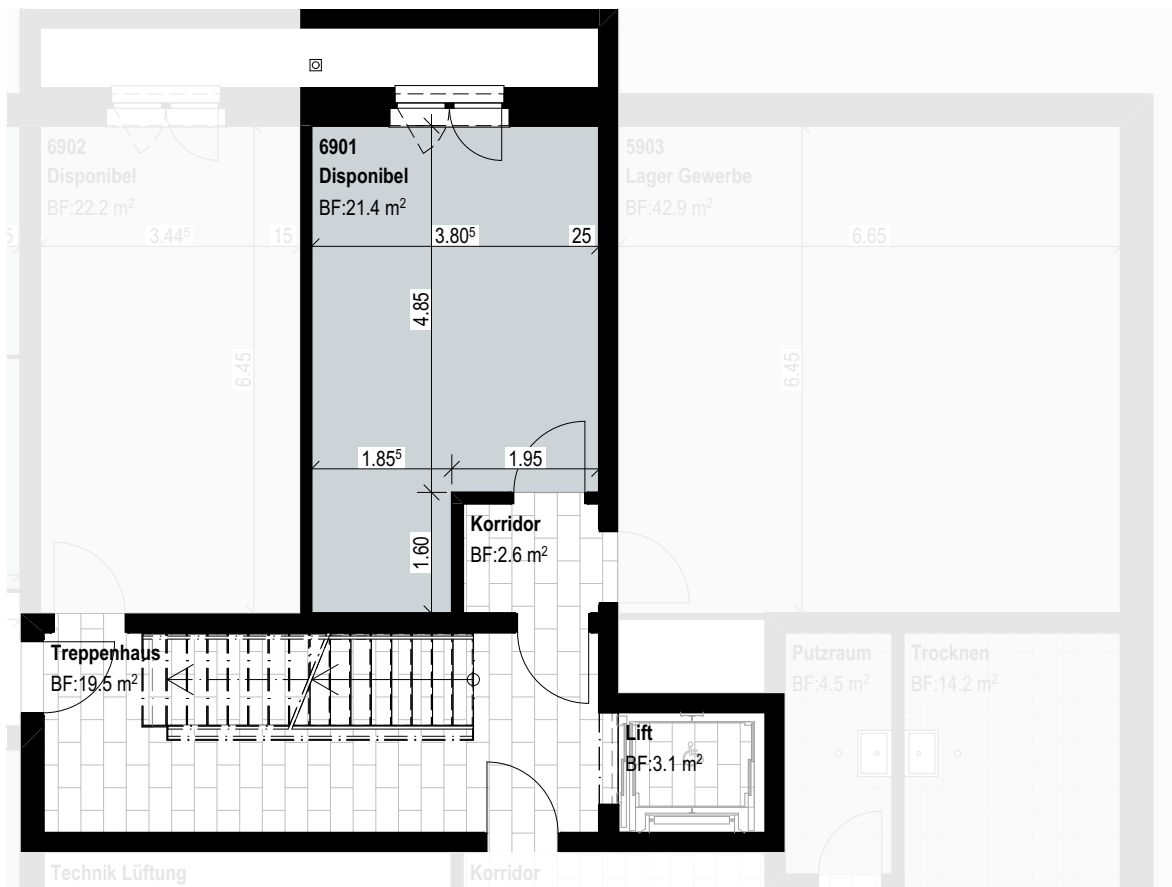 6902
Disponibel
BF:22.2 m²
3.44⁵
15
6.45
6901
Disponibel
BF:21.4 m²
3.80⁵
25
4.85
1.85⁵
1.95
1.60
5903
Lager Gewerbe
BF:42.9 m²
6.65
6.45
5
Korridor
BF:2.6 m²
Treppenhaus
BF:19.5 m²
Lift
BF:3.1 m²
Putzraum
BF:4.5 m²
Trocknen
BF:14.2 m²
Technik Lüftung
Korridor